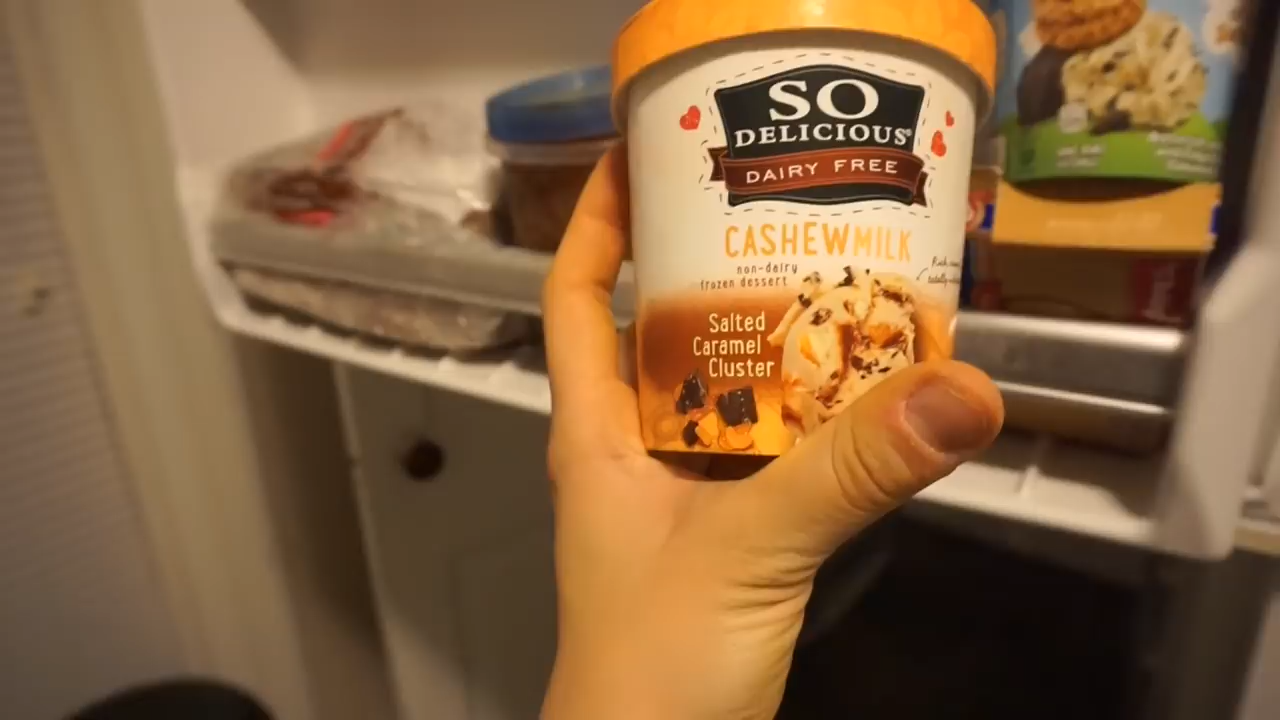 SO
DELICIOUS®
DAIRY FREE
CASHEWMILK
non-dairy
frozen dessert
Salted
Caramel
Cluster